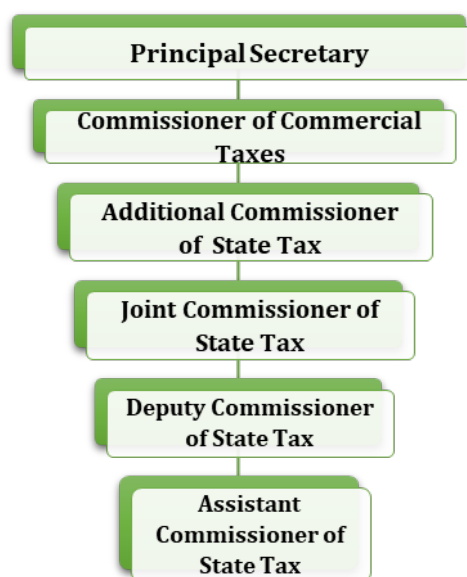 Principal Secretary
Commissioner of Commercial
Taxes
Additional Commissioner
of State Tax
Joint Commissioner of
State Tax
Deputy Commissioner
of State Tax
Assistant
Commissioner of
State Tax